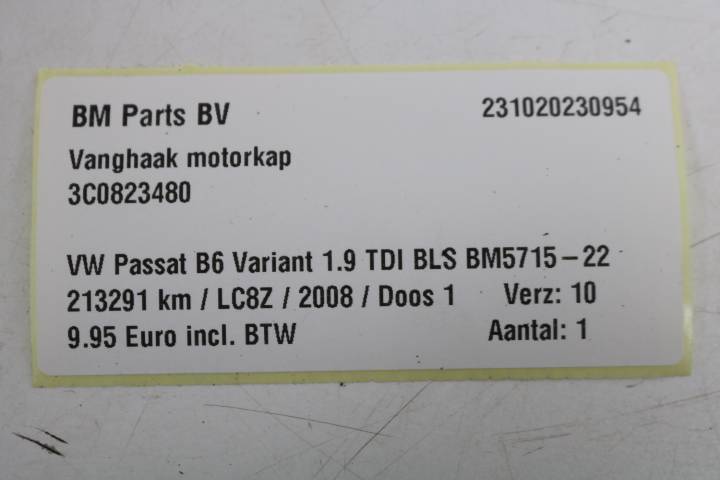 BM Parts BV 231020230954
Vanghaak motorkap
3C0823480
VW Passat B6 Variant 1.9 TDI BLS BM5715-22
213291 km / LC8Z / 2008 / Doos 1 Verz: 10
9.95 Euro incl. BTW Aantal: 1